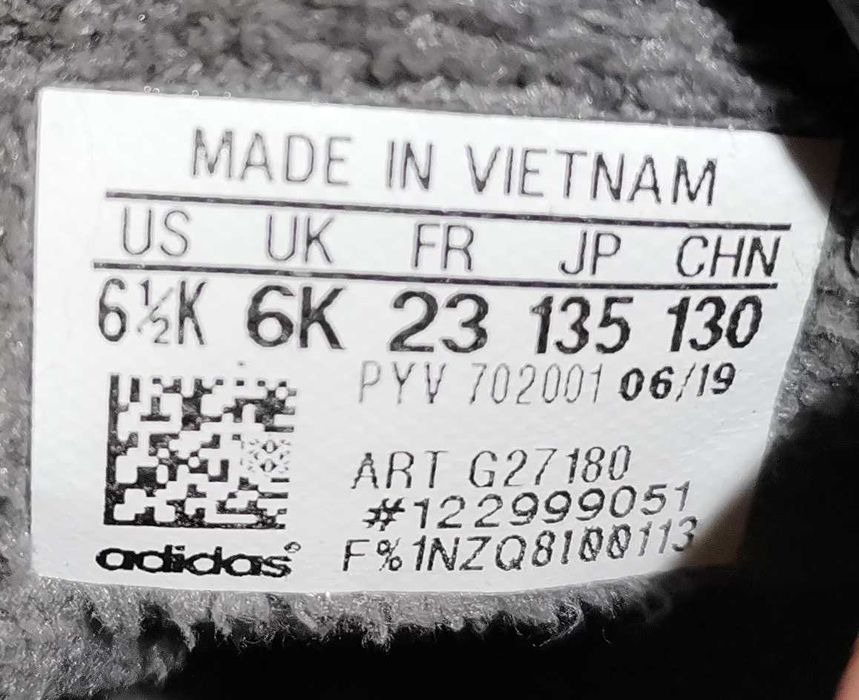 MADE IN VIETNAM
US UK FR JP CHN
6½K 6K 23 135 130
PYV 702001 06/19
ART G27180
#122999051
adidas® F%1NZQ8I00113